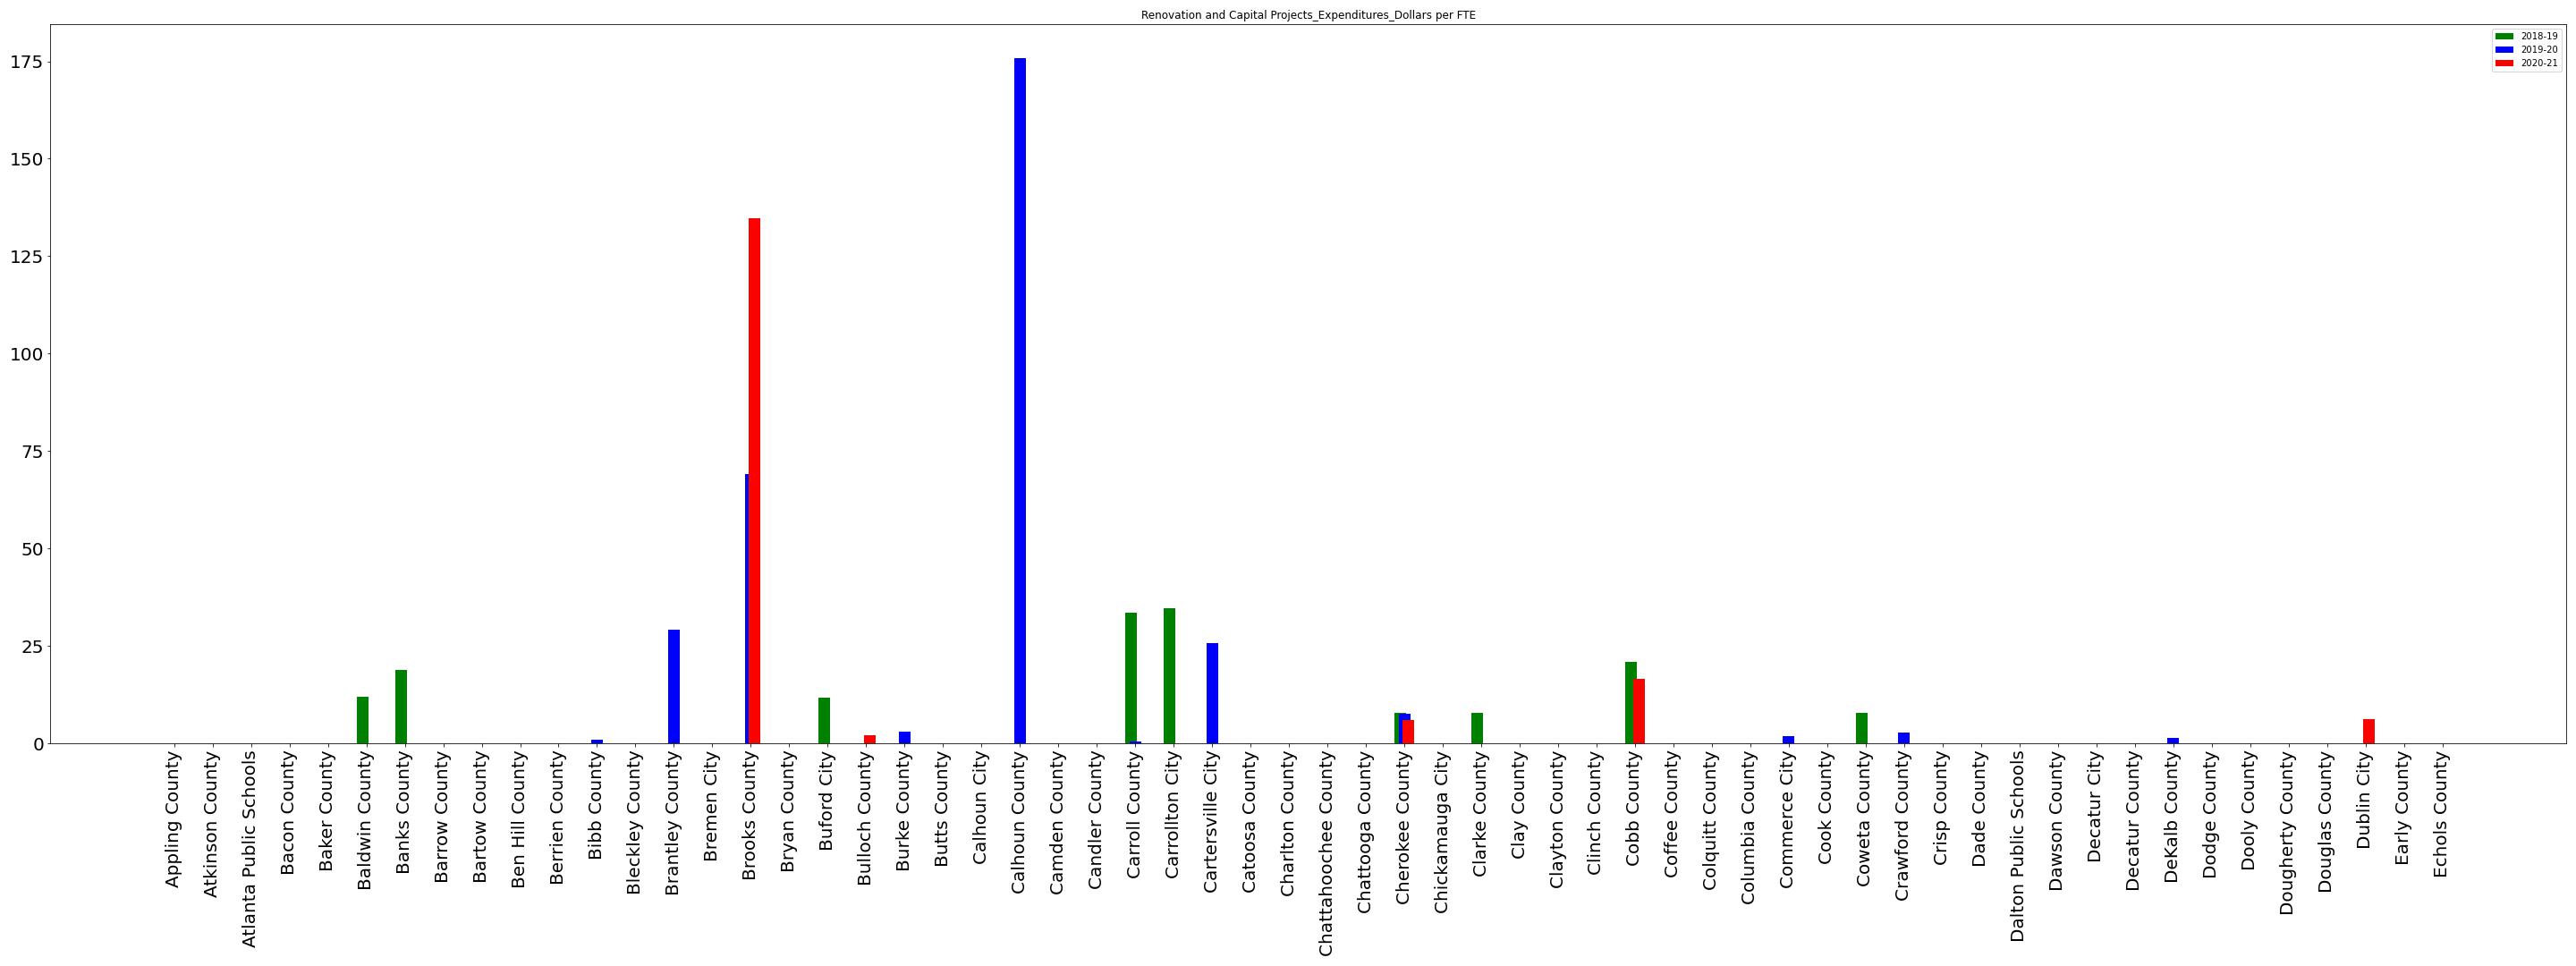 Renovation and Capital Projects_Expenditures_Dollars per FTE
2018-19
2019-20
2020-21
175
150
125
100
75
50
25
0
Appling County
Atkinson County
Atlanta Public Schools
Bacon County
Baker County
Baldwin County
Banks County
Barrow County
Bartow County
Ben Hill County
Berrien County
Bibb County
Bleckley County
Brantley County
Bremen City
Brooks County
Bryan County
Buford City
Bulloch County
Burke County
Butts County
Calhoun City
Calhoun County
Camden County
Candler County
Carroll County
Carrollton City
Cartersville City
Catoosa County
Charlton County
Chattahoochee County
Chattooga County
Cherokee County
Chickamauga City
Clarke County
Clay County
Clayton County
Clinch County
Cobb County
Coffee County
Colquitt County
Columbia County
Commerce City
Cook County
Coweta County
Crawford County
Crisp County
Dade County
Dalton Public Schools
Dawson County
Decatur City
Decatur County
DeKalb County
Dodge County
Dooly County
Dougherty County
Douglas County
Dublin City
Early County
Echols County